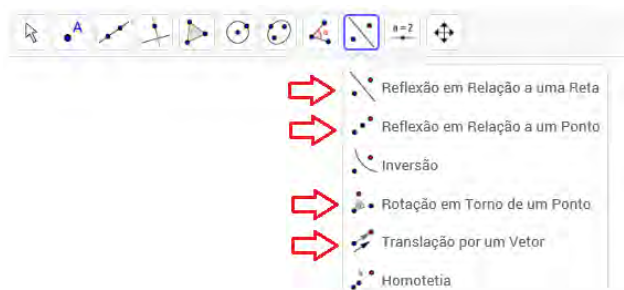 A
a=2
Reflexão em Relação a uma Reta
Reflexão em Relação a um Ponto
Inversão
Rotação em Torno de um Ponto
Translação por um Vetor
Homotetia